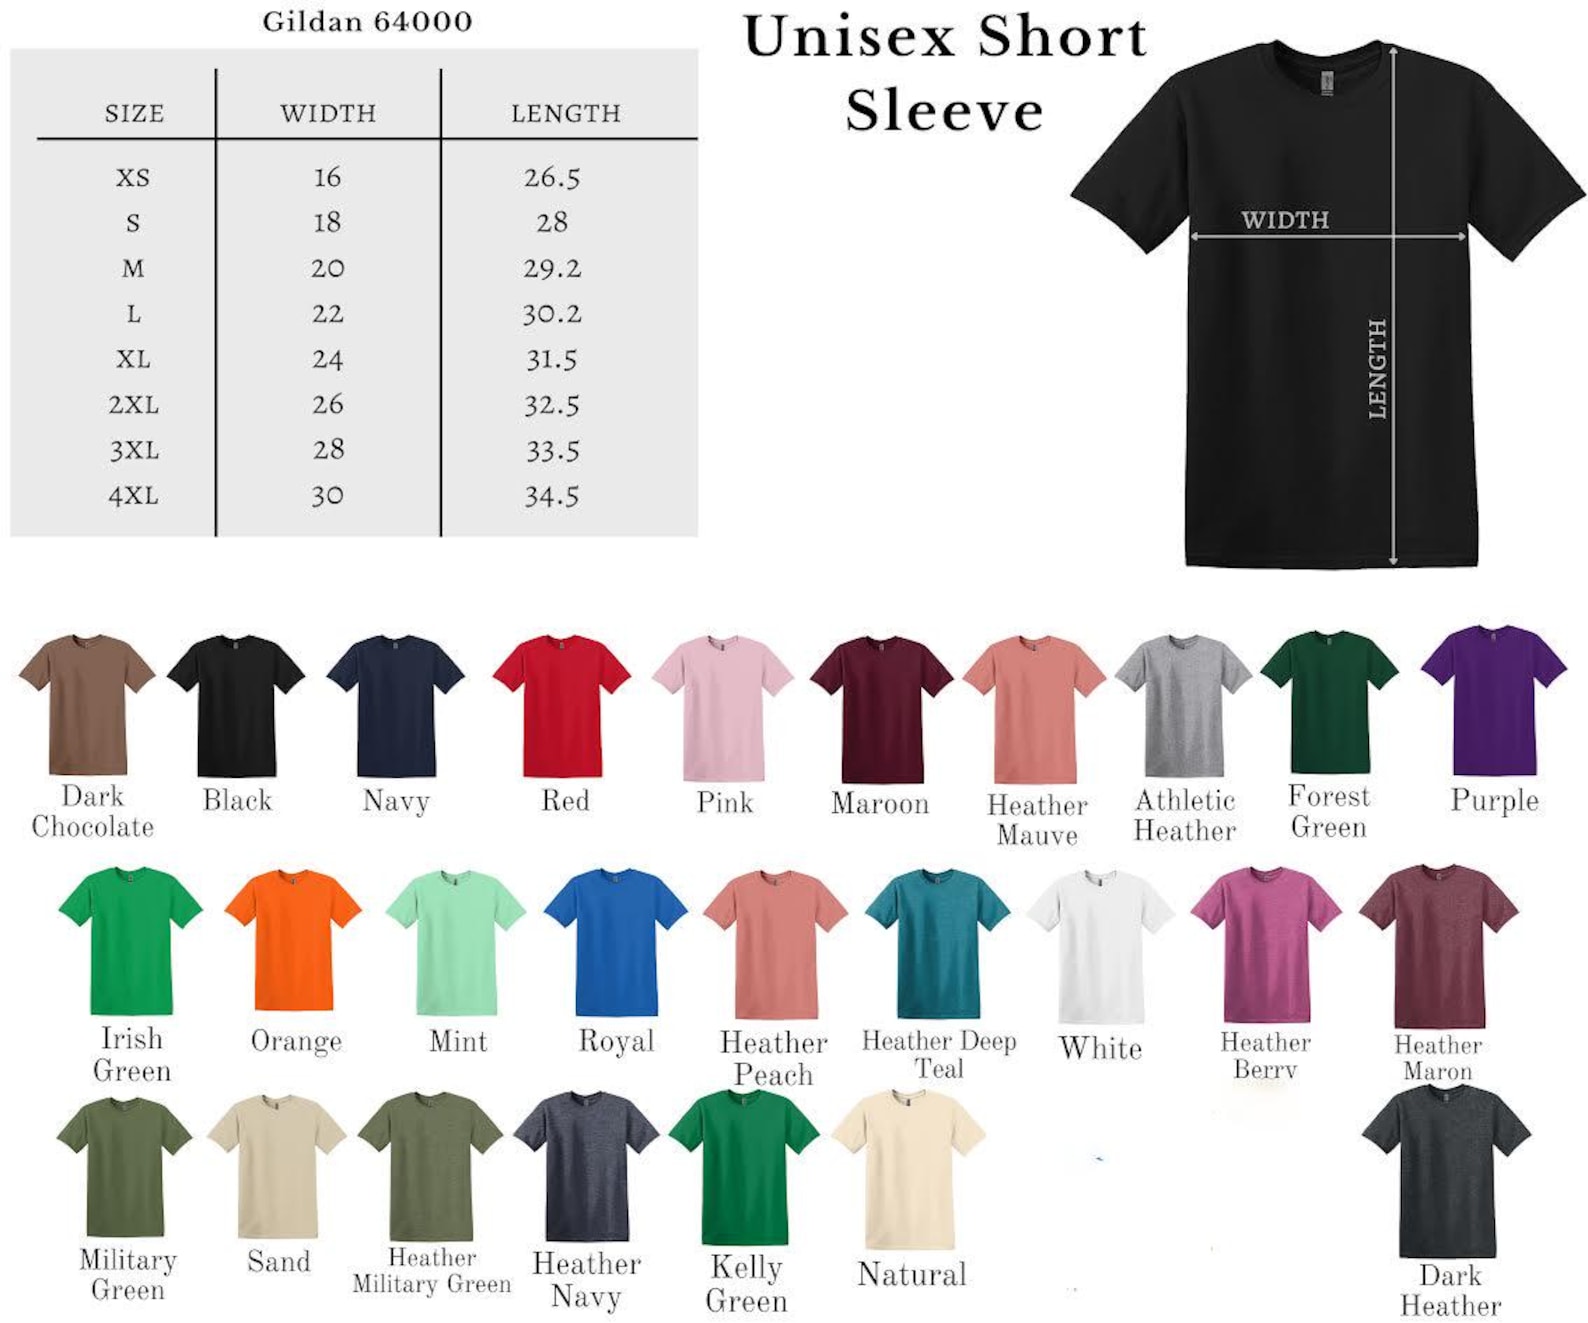 Gildan 64000
Unisex Short
Sleeve
SIZE WIDTH LENGTH
XS 16 26.5
S 18 28
M 20 29.2
L 22 30.2
XL 24 31.5
2XL 26 32.5
3XL 28 33.5
4XL 30 34.5
WIDTH
LENGTH
Dark
Chocolate
Black
Navy
Red
Pink
Maroon
Heather
Mauve
Athletic
Heather
Forest
Green
Purple
Irish
Green
Orange
Mint
Royal
Heather
Peach
Heather Deep
Teal
White
Heather
Berry
Heather
Maron
Military
Green
Sand
Heather
Military Green
Heather
Navy
Kelly
Green
Natural
Dark
Heather